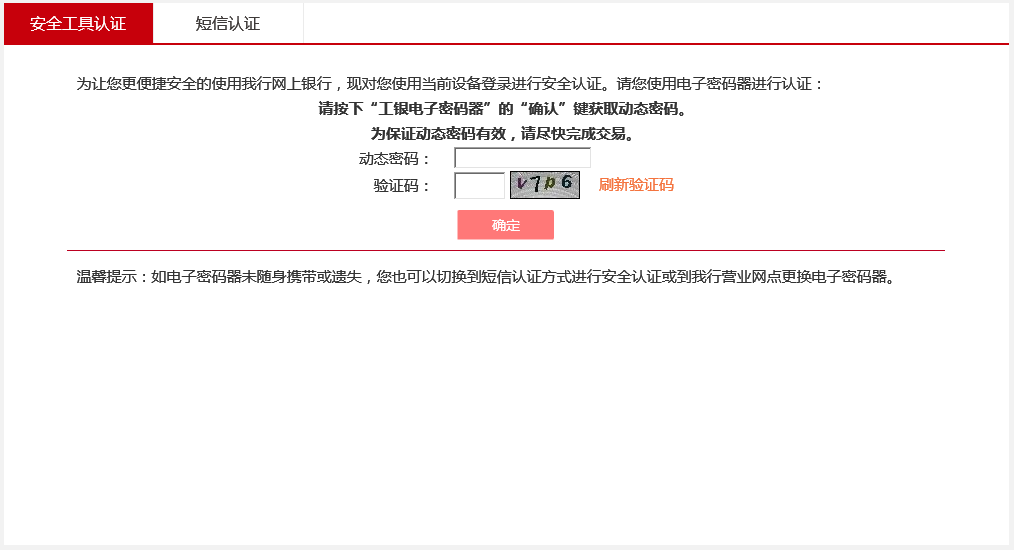 安全工具认证 短信认证
为让您更便捷安全的使用我行网上银行，现对您使用当前设备登录进行安全认证。请您使用电子密码器进行认证：
请按下“工银电子密码器”的“确认”键获取动态密码。
为保证动态密码有效，请尽快完成交易。
动态密码：
验证码： v7p6 刷新验证码
确定
温馨提示：如电子密码器未随身携带或遗失，您也可以切换到短信认证方式进行安全认证或到我行营业网点更换电子密码器。